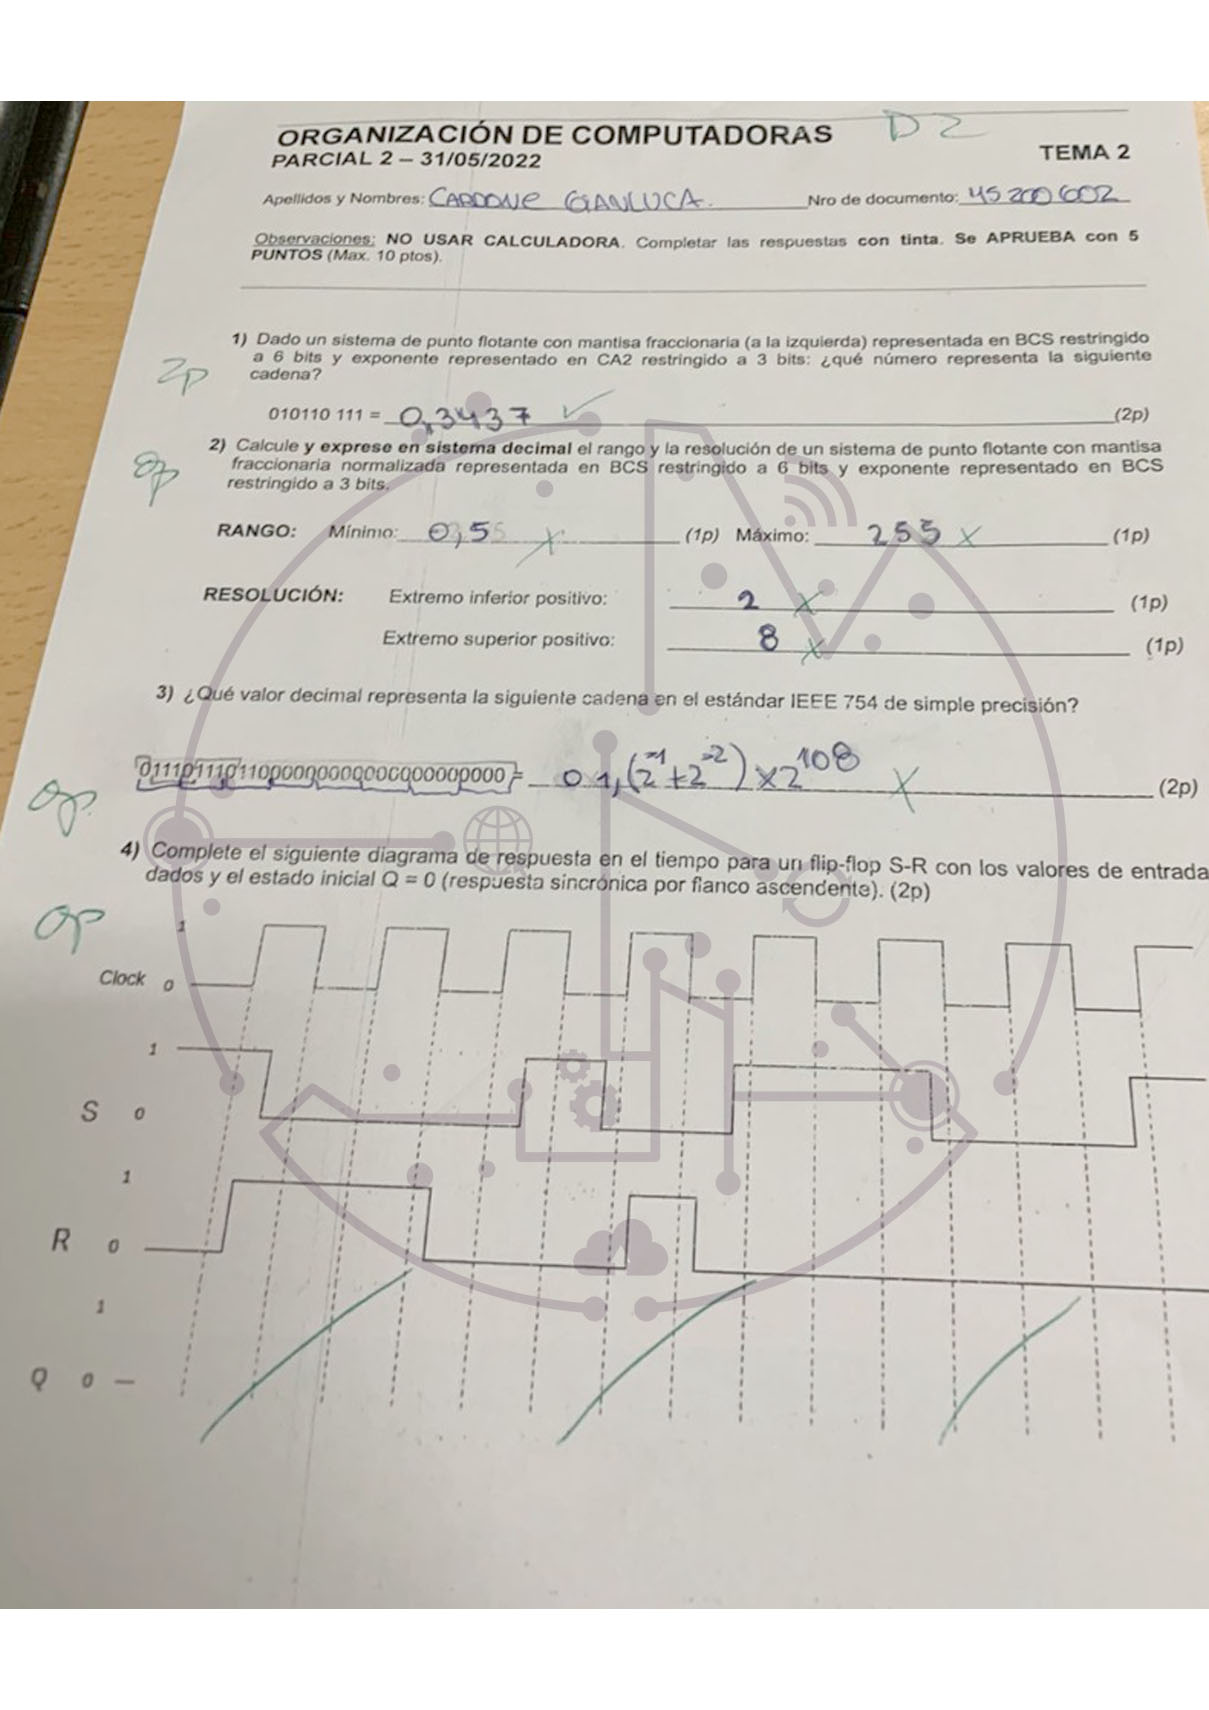 D2
ORGANIZACIÓN DE COMPUTADORAS
PARCIAL 2 – 31/05/2022 TEMA 2
Apellidos y Nombres: CARDONE GIANLUCA. Nro de documento: 45200602
Observaciones: NO USAR CALCULADORA. Completar las respuestas con tinta. Se APRUEBA con 5
PUNTOS (Max. 10 ptos).
1) Dado un sistema de punto flotante con mantisa fraccionaria (a la izquierda) representada en BCS restringido
a 6 bits y exponente representado en CA2 restringido a 3 bits: ¿qué número representa la siguiente
cadena?
2p
010110 111 = 0,3437 ✓ (2p)
2) Calcule y exprese en sistema decimal el rango y la resolución de un sistema de punto flotante con mantisa
fraccionaria normalizada representada en BCS restringido a 6 bits y exponente representado en BCS
restringido a 3 bits.
0p
RANGO: Mínimo: 0,5 X (1p) Máximo: 255 X (1p)
RESOLUCIÓN: Extremo inferior positivo: 2 X (1p)
Extremo superior positivo: 8 X (1p)
3) ¿Qué valor decimal representa la siguiente cadena en el estándar IEEE 754 de simple precisión?
= 0 1,(2^-1+2^-2) x2^108 X (2p)
0p
4) Complete el siguiente diagrama de respuesta en el tiempo para un flip-flop S-R con los valores de entrada
dados y el estado inicial Q = 0 (respuesta sincrónica por flanco ascendente). (2p)
0p
1
Clock 0
1
S 0
1
R 0
1
Q 0